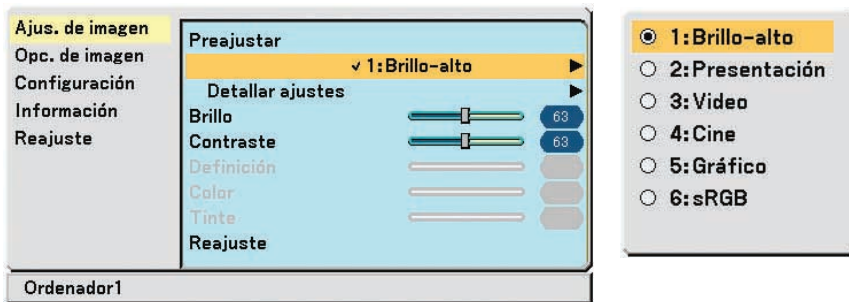 Ajus. de imagen
Opc. de imagen
Configuración
Información
Reajuste
Preajustar
✓ 1:Brillo-alto
Detallar ajustes
Brillo 63
Contraste 63
Definición
Color
Tinte
Reajuste
Ordenador1
1:Brillo-alto
2:Presentación
3:Video
4:Cine
5:Gráfico
6:sRGB